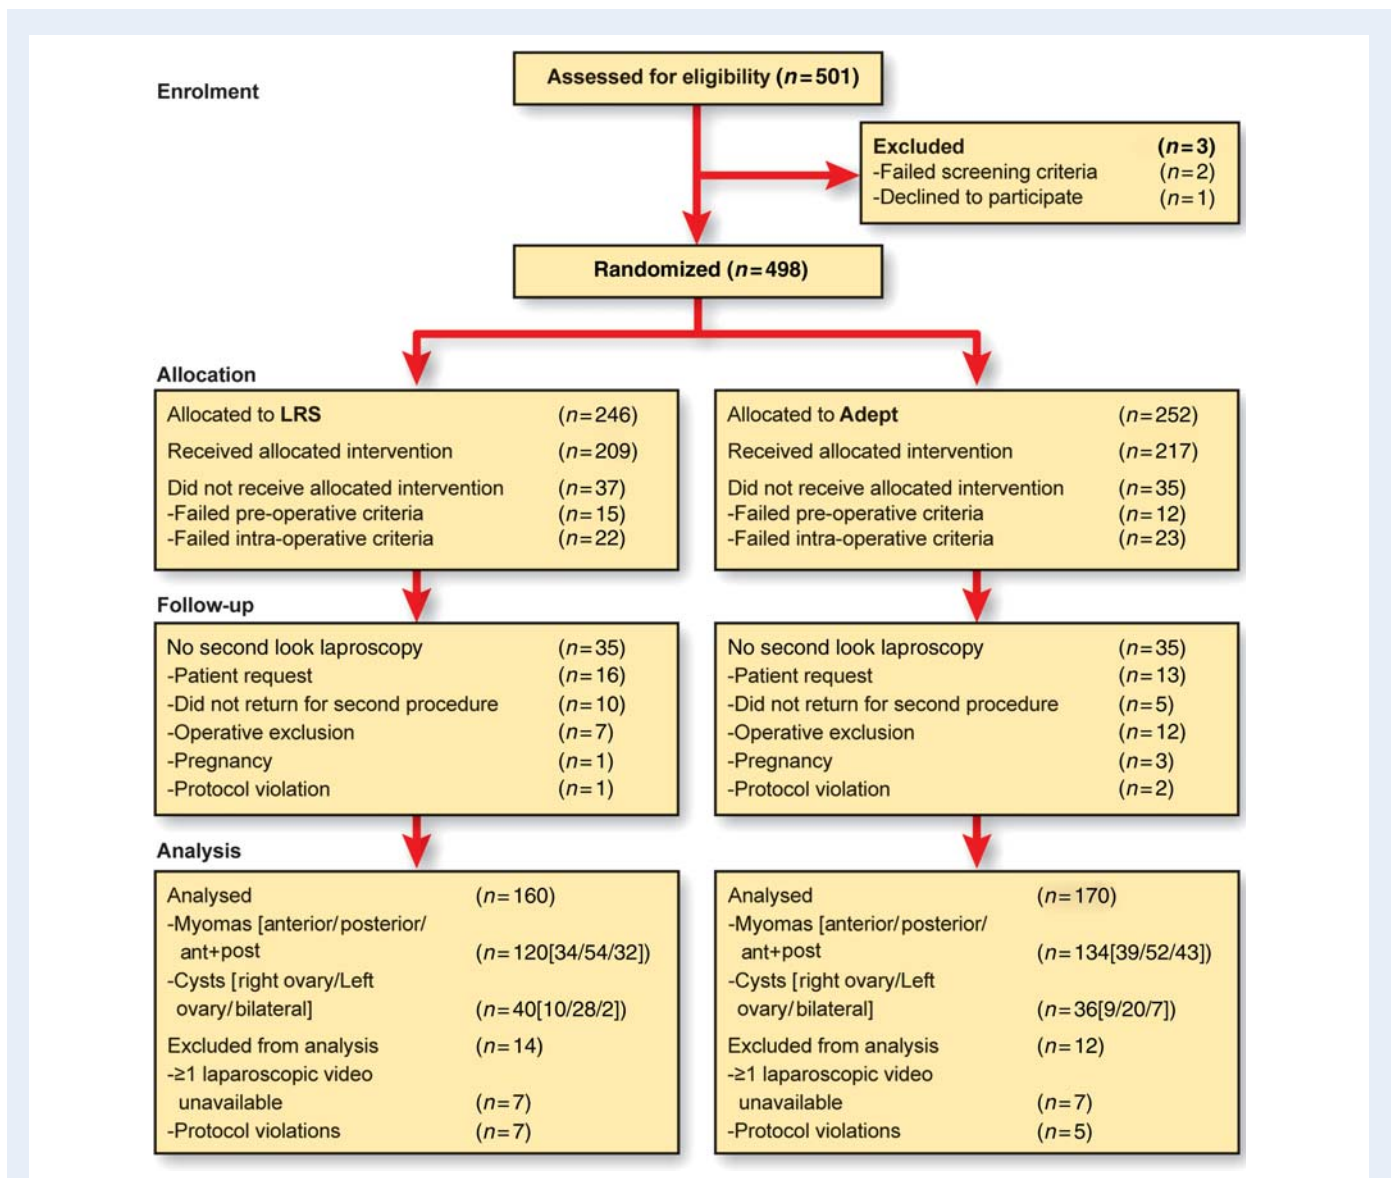 Enrolment
Assessed for eligibility (n=501)
Excluded (n=3)
-Failed screening criteria (n=2)
-Declined to participate (n=1)
Randomized (n=498)
Allocation
Allocated to LRS (n=246)
Received allocated intervention (n=209)
Did not receive allocated intervention (n=37)
-Failed pre-operative criteria (n=15)
-Failed intra-operative criteria (n=22)
Allocated to Adept (n=252)
Received allocated intervention (n=217)
Did not receive allocated intervention (n=35)
-Failed pre-operative criteria (n=12)
-Failed intra-operative criteria (n=23)
Follow-up
No second look laproscopy (n=35)
-Patient request (n=16)
-Did not return for second procedure (n=10)
-Operative exclusion (n=7)
-Pregnancy (n=1)
-Protocol violation (n=1)
No second look laproscopy (n=35)
-Patient request (n=13)
-Did not return for second procedure (n=5)
-Operative exclusion (n=12)
-Pregnancy (n=3)
-Protocol violation (n=2)
Analysis
Analysed (n=160)
-Myomas [anterior/posterior/
ant+post (n=120[34/54/32])
-Cysts [right ovary/Left
ovary/bilateral] (n=40[10/28/2])
Excluded from analysis (n=14)
-≥1 laparoscopic video
unavailable (n=7)
-Protocol violations (n=7)
Analysed (n=170)
-Myomas [anterior/posterior/
ant+post (n=134[39/52/43])
-Cysts [right ovary/Left
ovary/bilateral] (n=36[9/20/7])
Excluded from analysis (n=12)
-≥1 laparoscopic video
unavailable (n=7)
-Protocol violations (n=5)